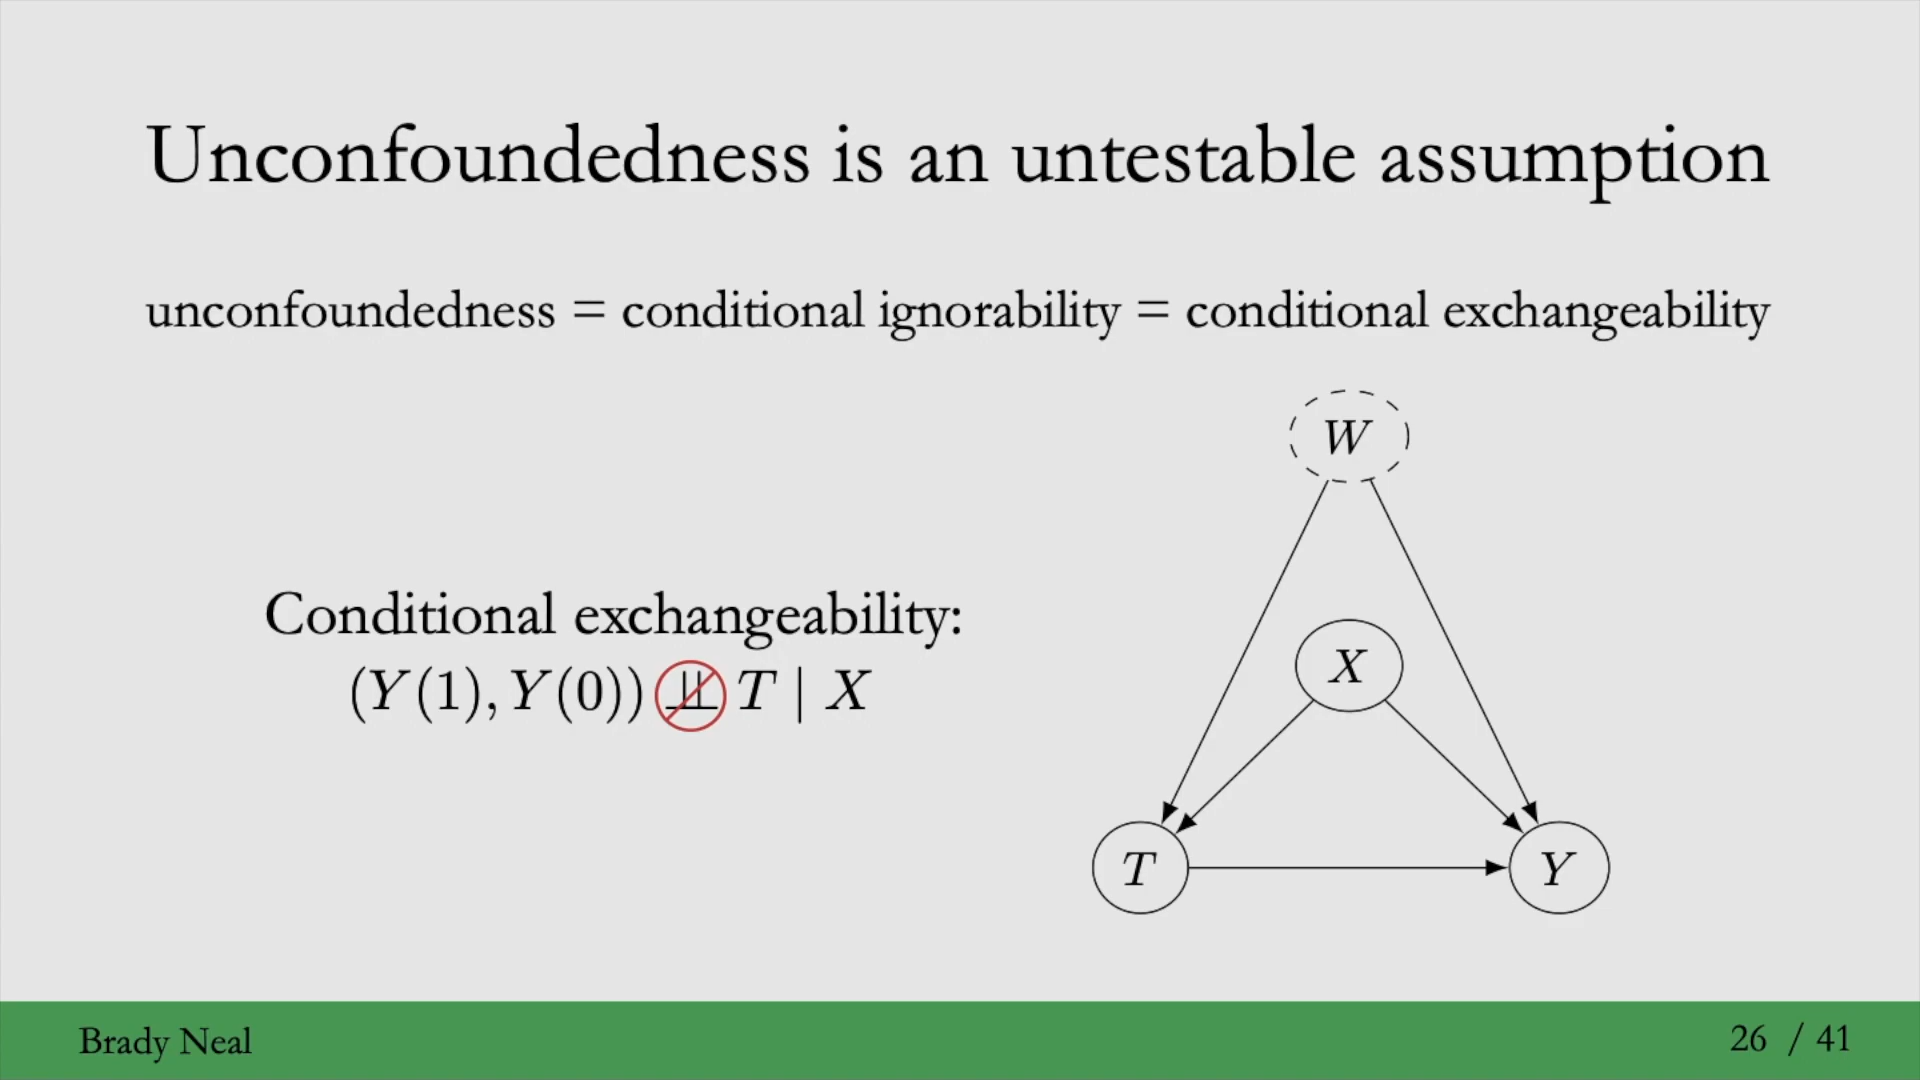 Unconfoundedness is an untestable assumption
unconfoundedness = conditional ignorability = conditional exchangeability
W
Conditional exchangeability:
X
(Y(1), Y(0)) ⫫ T | X
T
Y
Brady Neal
26 / 41